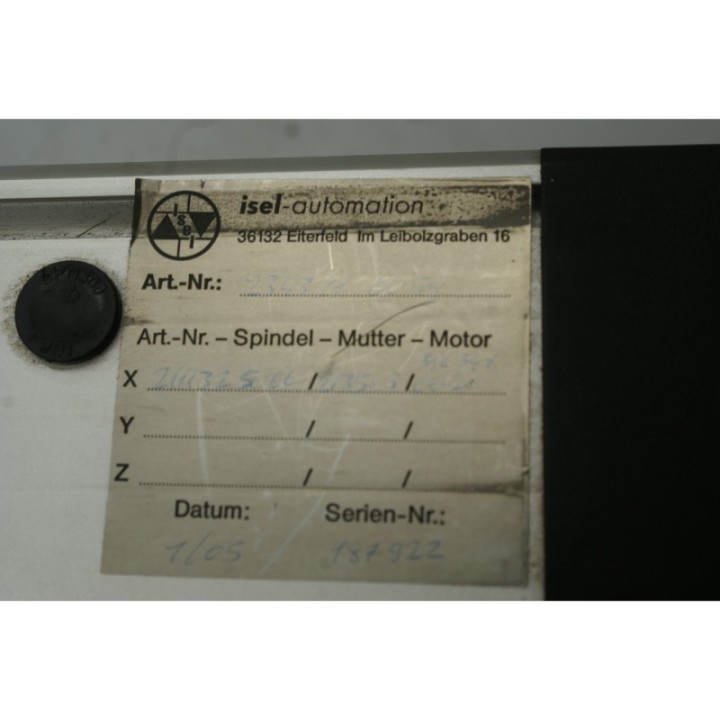 isel-automation
36132 Eiterfeld Im Leibolzgraben 16
Art.-Nr.:
Art.-Nr. – Spindel – Mutter – Motor
X / /
Y / /
Z / /
Datum: Serien-Nr.:
1/05 187922